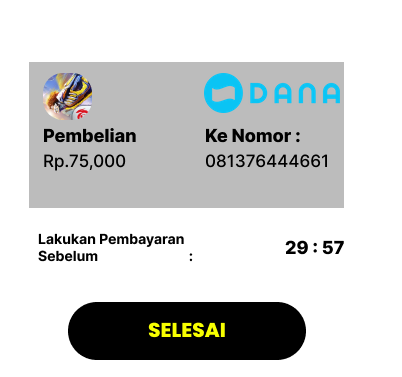 DANA
Pembelian
Ke Nomor :
Rp.75,000
081376444661
Lakukan Pembayaran
Sebelum :
29 : 57
SELESAI